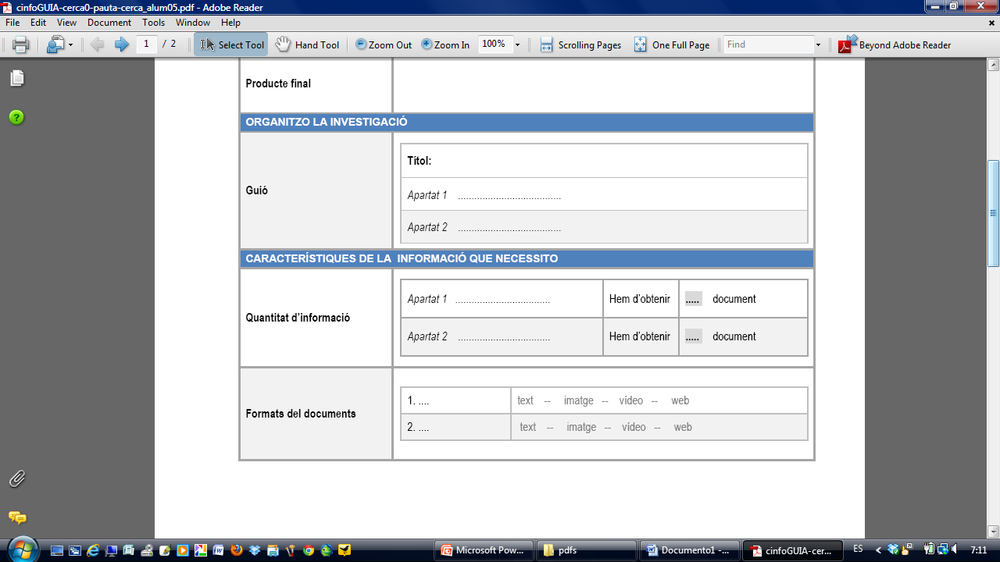 cinfoGUIA-cerca0-pauta-cerca_alum05.pdf - Adobe Reader
File Edit View Document Tools Window Help
1 / 2 Select Tool Hand Tool Zoom Out Zoom In 100% Scrolling Pages One Full Page Find Beyond Adobe Reader
Producte final
ORGANITZO LA INVESTIGACIÓ
Guió
Títol:
Apartat 1 ......................................
Apartat 2 ......................................
CARACTERÍSTIQUES DE LA INFORMACIÓ QUE NECESSITO
Quantitat d'informació
Apartat 1 ................................... Hem d'obtenir ..... document
Apartat 2 .................................. Hem d'obtenir ..... document
Formats del documents
1. .... text -- imatge -- vídeo -- web
2. .... text -- imatge -- vídeo -- web
Microsoft Pow... pdfs Documento1 -... cinfoGUIA-cer... ES 7:11